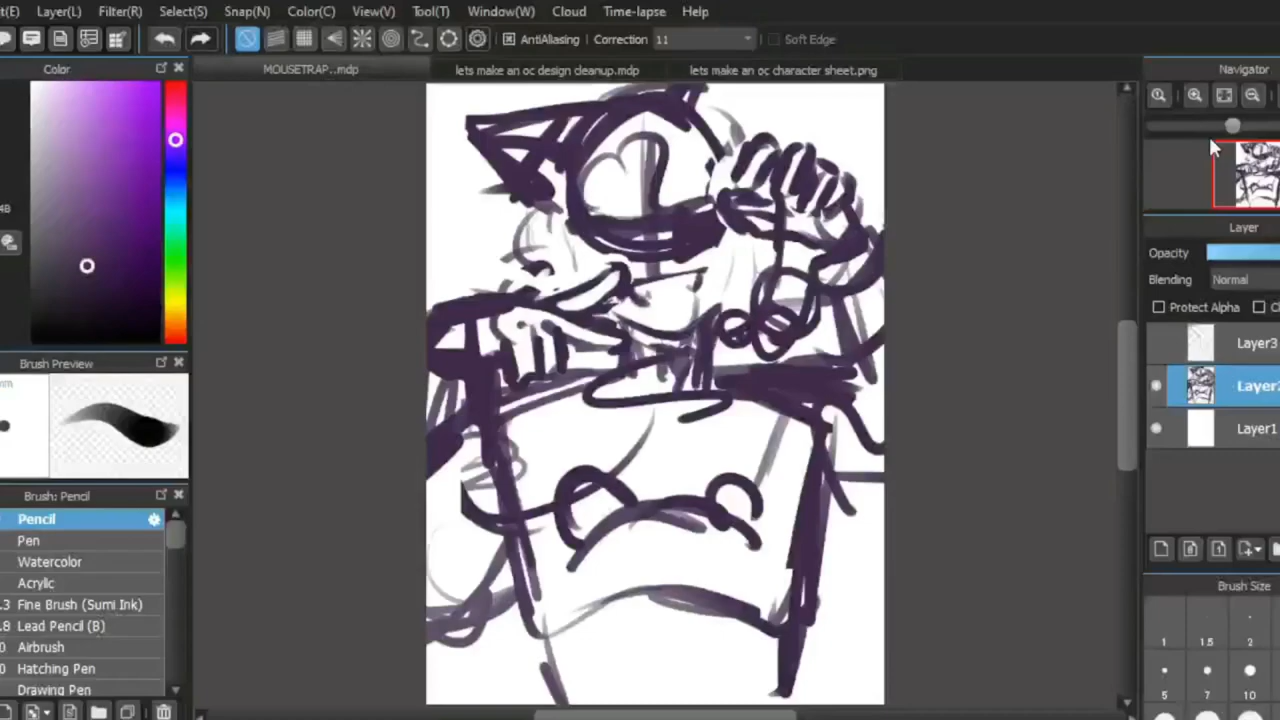 t(E) Layer(L) Filter(R) Select(S) Snap(N) Color(C) View(V) Tool(T) Window(W) Cloud Time-lapse Help
AntiAliasing Correction 11 Soft Edge
Color
MOUSETRAP..mdp lets make an oc design cleanup.mdp lets make an oc character sheet.png
Navigator
4B
Layer
Opacity
Blending Normal
Protect Alpha
Layer3
Brush Preview
Layer2
Layer1
Brush: Pencil
Pencil
Pen
Watercolor
Acrylic
.3 Fine Brush (Sumi Ink)
.8 Lead Pencil (B)
0 Airbrush
0 Hatching Pen
0 Drawing Pen
Brush Size
1 1.5 2
5 7 10